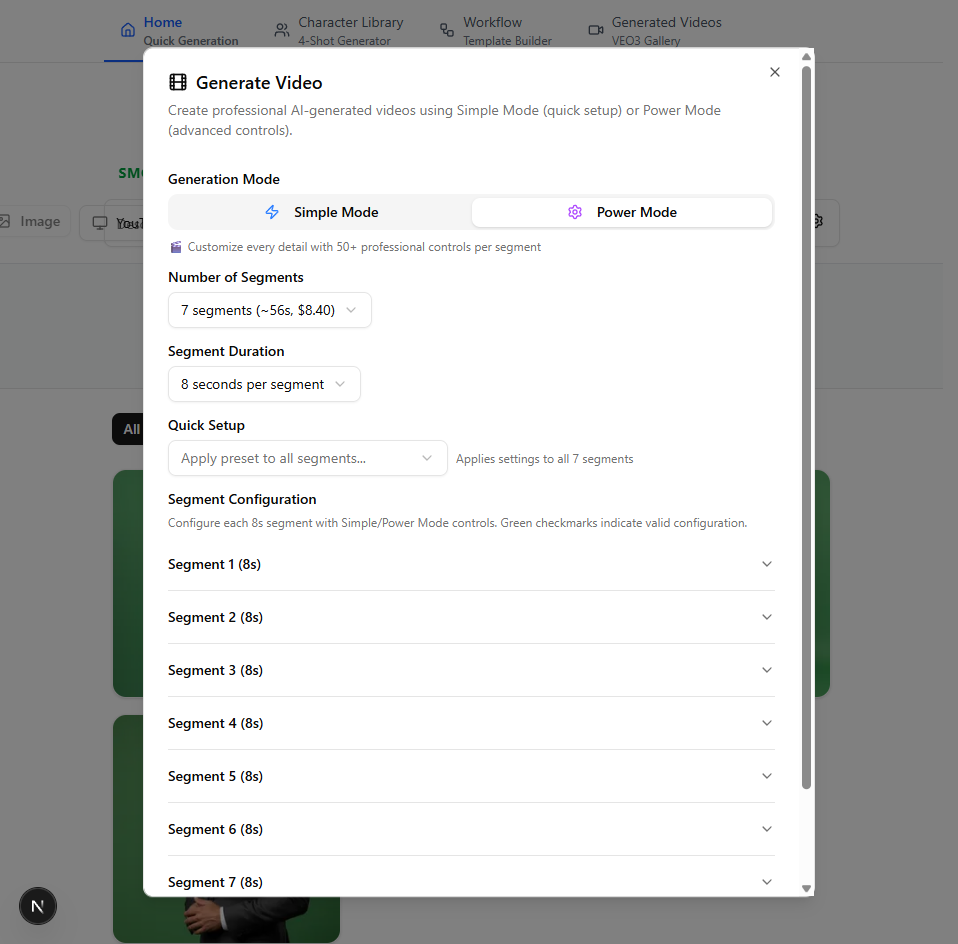 Home
Quick Generation
Character Library
4-Shot Generator
Workflow
Template Builder
Generated Videos
VEO3 Gallery
Generate Video
Create professional AI-generated videos using Simple Mode (quick setup) or Power Mode
(advanced controls).
Generation Mode
Simple Mode
Power Mode
Customize every detail with 50+ professional controls per segment
Image
Number of Segments
7 segments (~56s, $8.40)
Segment Duration
8 seconds per segment
Quick Setup
All
Apply preset to all segments...
Applies settings to all 7 segments
Segment Configuration
Configure each 8s segment with Simple/Power Mode controls. Green checkmarks indicate valid configuration.
Segment 1 (8s)
Segment 2 (8s)
Segment 3 (8s)
Segment 4 (8s)
Segment 5 (8s)
Segment 6 (8s)
Segment 7 (8s)
N